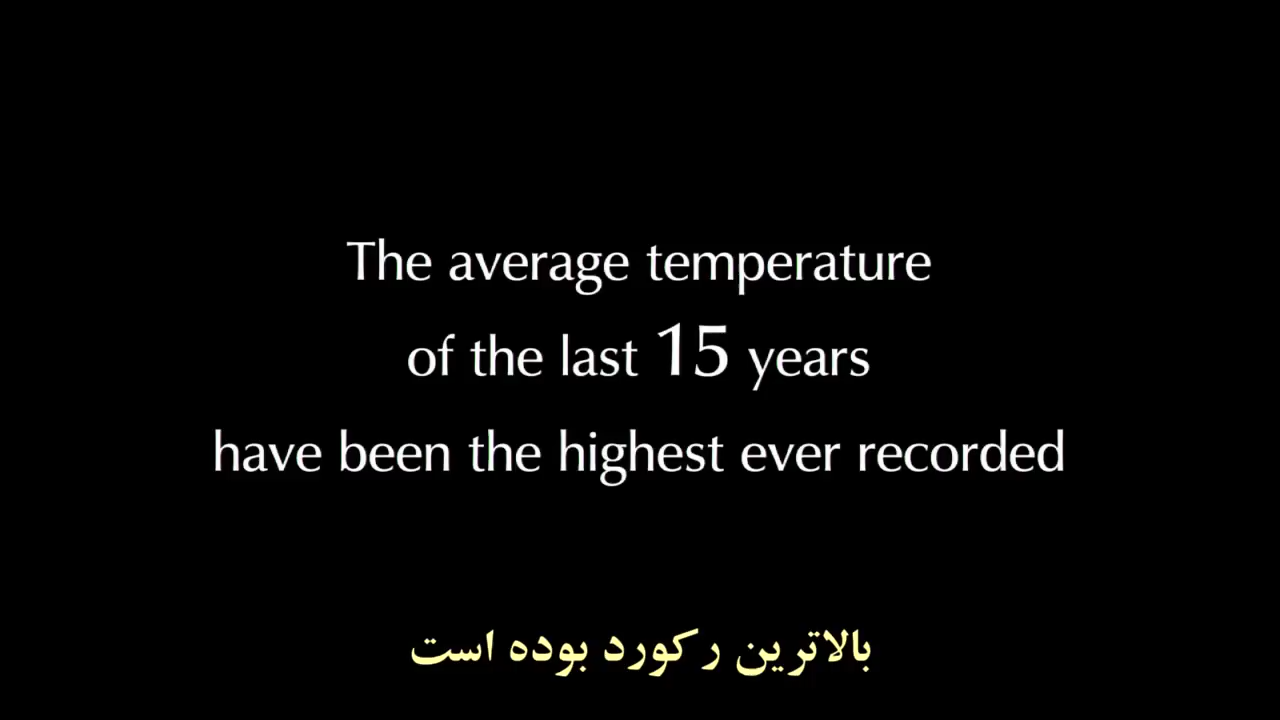 The average temperature
of the last 15 years
have been the highest ever recorded
بالاترین رکورد بوده است